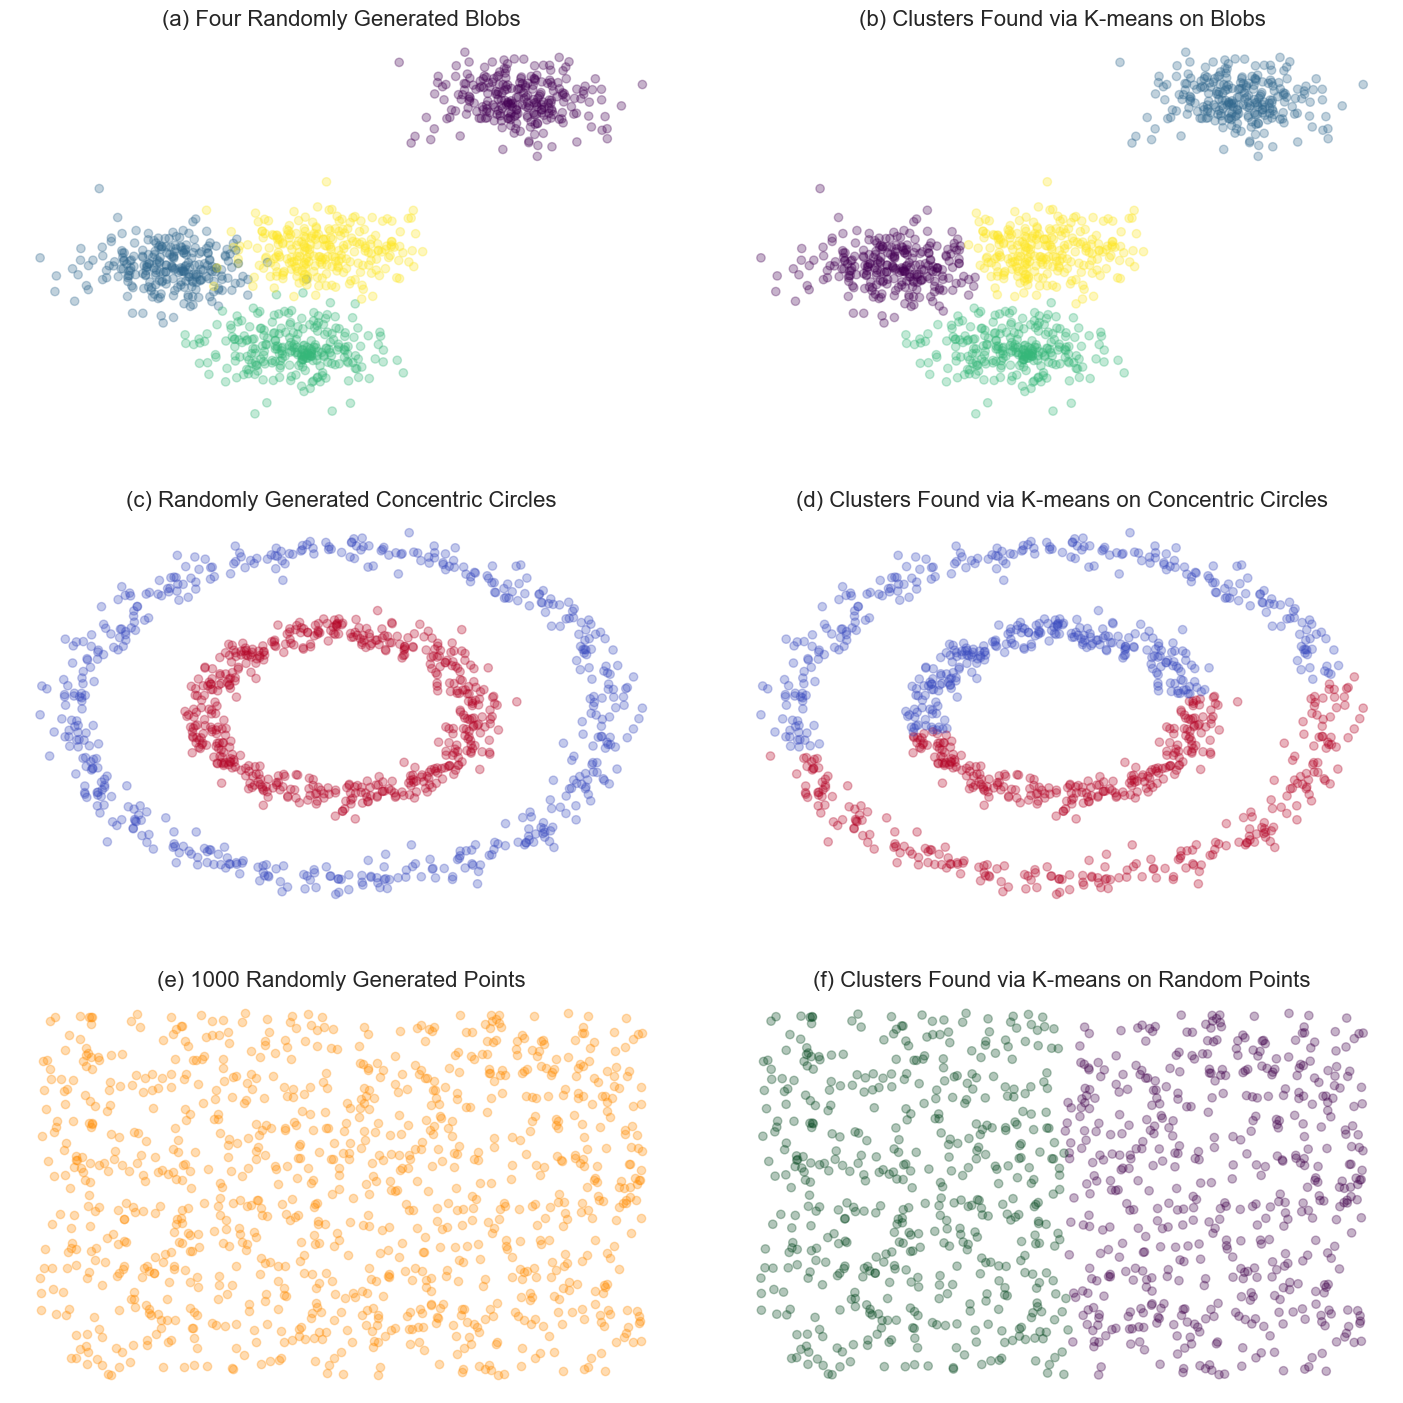 (a) Four Randomly Generated Blobs
(b) Clusters Found via K-means on Blobs
(c) Randomly Generated Concentric Circles
(d) Clusters Found via K-means on Concentric Circles
(e) 1000 Randomly Generated Points
(f) Clusters Found via K-means on Random Points